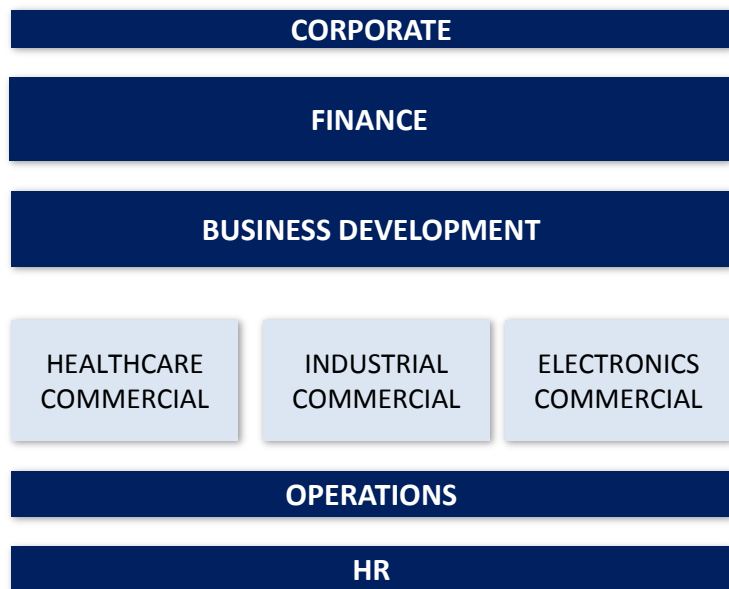 CORPORATE
FINANCE
BUSINESS DEVELOPMENT
HEALTHCARE
COMMERCIAL
INDUSTRIAL
COMMERCIAL
ELECTRONICS
COMMERCIAL
OPERATIONS
HR